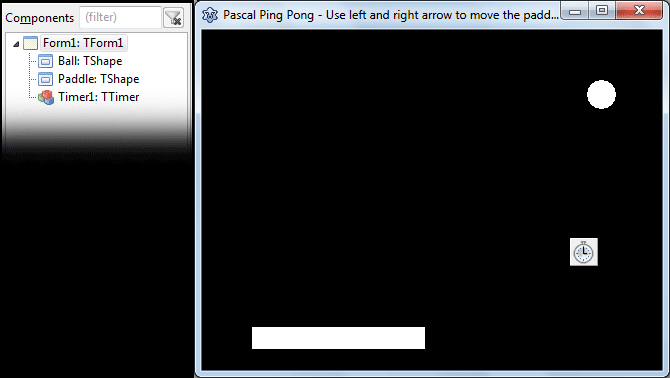 Components (filter)
Form1: TForm1
Ball: TShape
Paddle: TShape
Timer1: TTimer
Pascal Ping Pong - Use left and right arrow to move the padd...